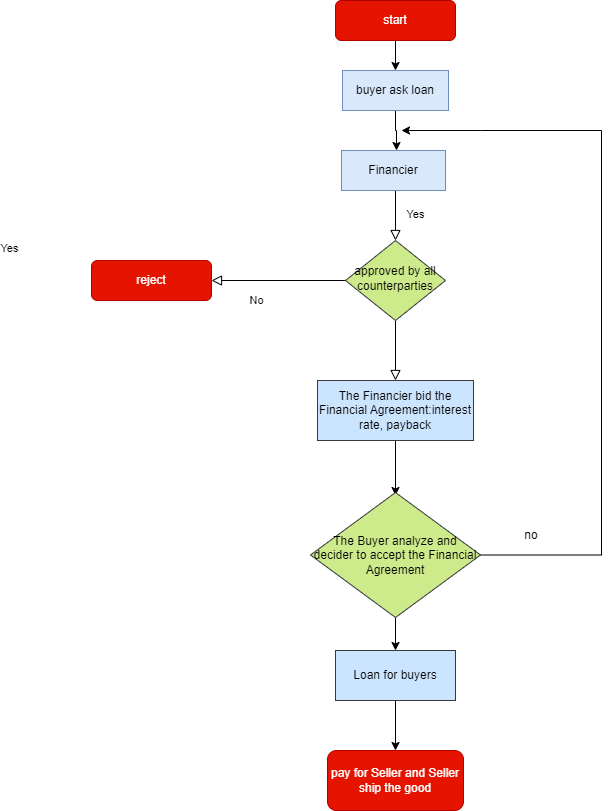 start
buyer ask loan
Financier
Yes
Yes
approved by all
counterparties
reject
No
The Financier bid the
Financial Agreement:interest
rate, payback
The Buyer analyze and
decider to accept the Financial
Agreement
no
Loan for buyers
pay for Seller and Seller
ship the good